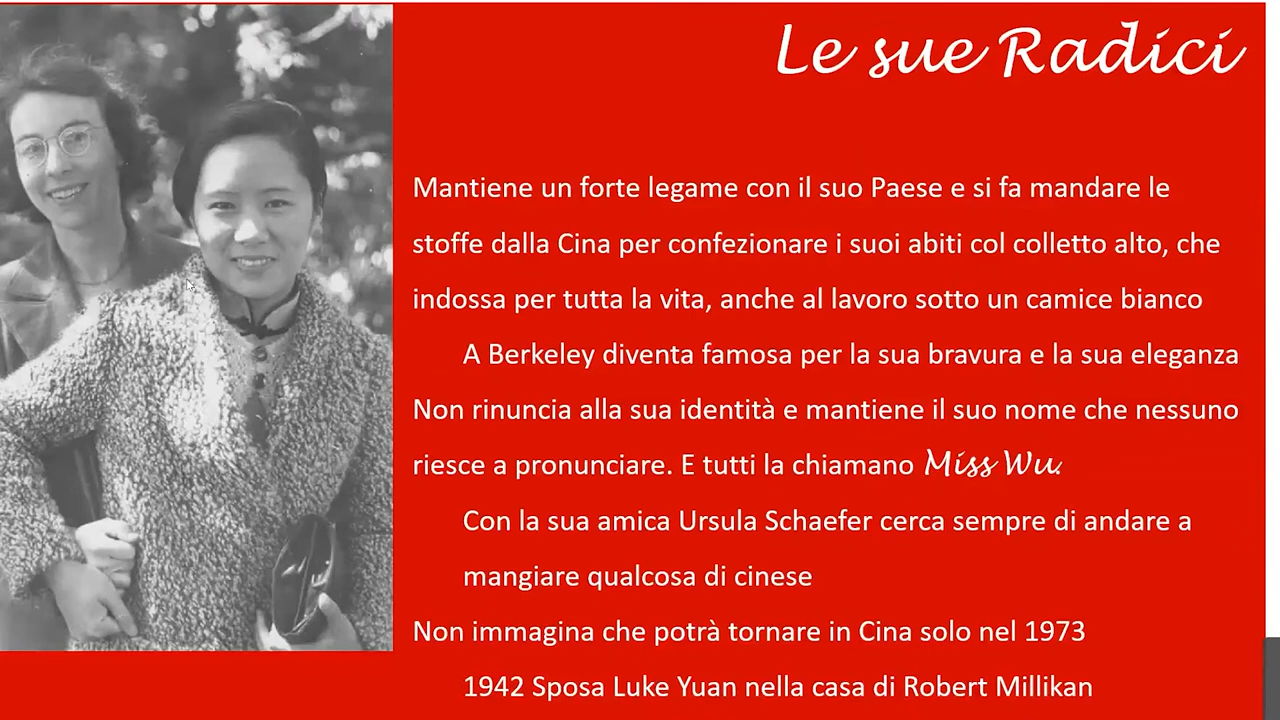 Le sue Radici
Mantiene un forte legame con il suo Paese e si fa mandare le
stoffe dalla Cina per confezionare i suoi abiti col colletto alto, che
indossa per tutta la vita, anche al lavoro sotto un camice bianco
A Berkeley diventa famosa per la sua bravura e la sua eleganza
Non rinuncia alla sua identità e mantiene il suo nome che nessuno
riesce a pronunciare. E tutti la chiamano Miss Wu.
Con la sua amica Ursula Schaefer cerca sempre di andare a
mangiare qualcosa di cinese
Non immagina che potrà tornare in Cina solo nel 1973
1942 Sposa Luke Yuan nella casa di Robert Millikan